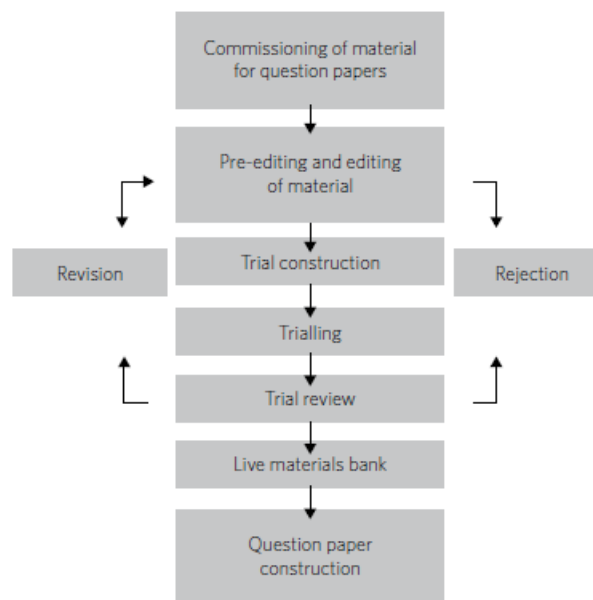 Commissioning of material
for question papers
Pre-editing and editing
of material
Trial construction
Revision
Rejection
Trialling
Trial review
Live materials bank
Question paper
construction